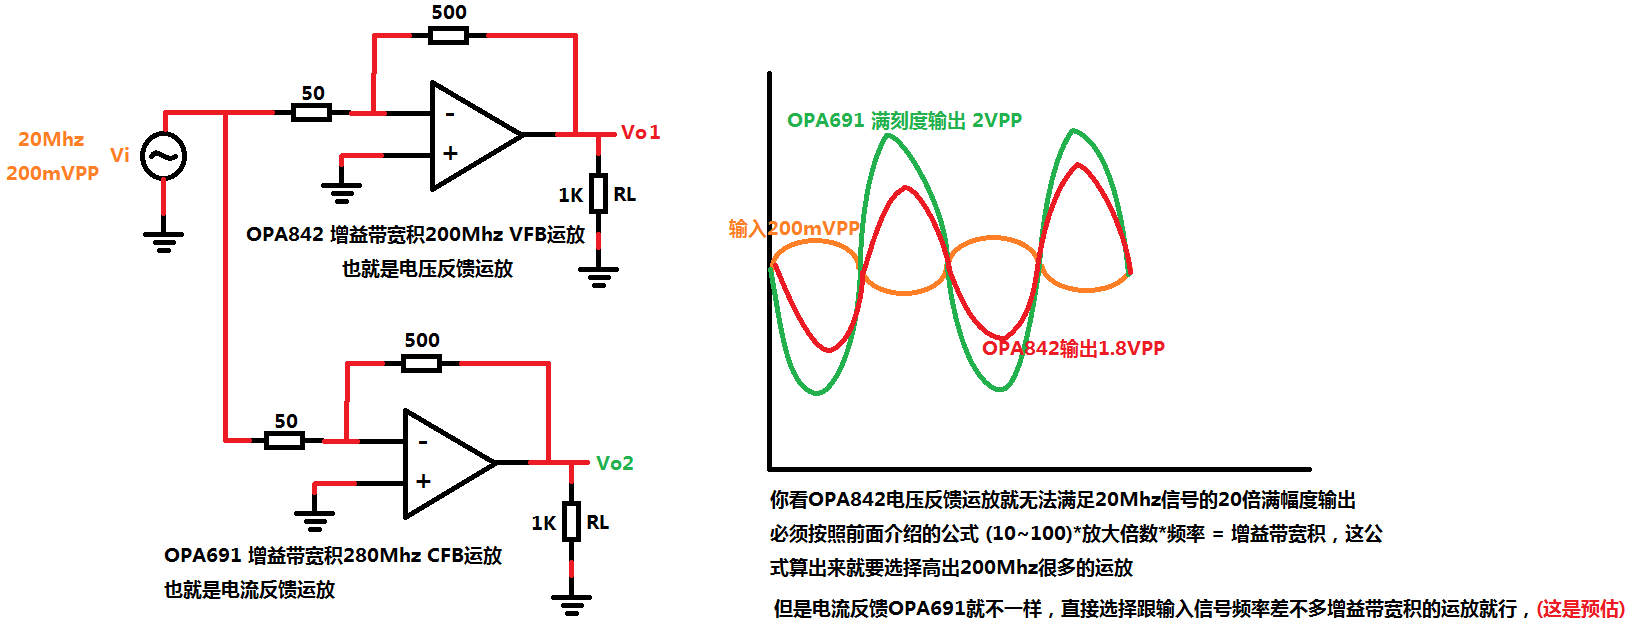 500
50
20Mhz
200mVPP
Vi
-
+
Vo1
1K
RL
OPA842 增益带宽积200Mhz VFB运放
也就是电压反馈运放
500
50
-
+
Vo2
1K
RL
OPA691 增益带宽积280Mhz CFB运放
也就是电流反馈运放
OPA691 满刻度输出 2VPP
输入200mVPP
OPA842输出1.8VPP
你看OPA842电压反馈运放就无法满足20Mhz信号的20倍满幅度输出
必须按照前面介绍的公式 (10~100)*放大倍数*频率 = 增益带宽积，这公
式算出来就要选择高出200Mhz很多的运放
但是电流反馈OPA691就不一样，直接选择跟输入信号频率差不多增益带宽积的运放就行，(这是预估)